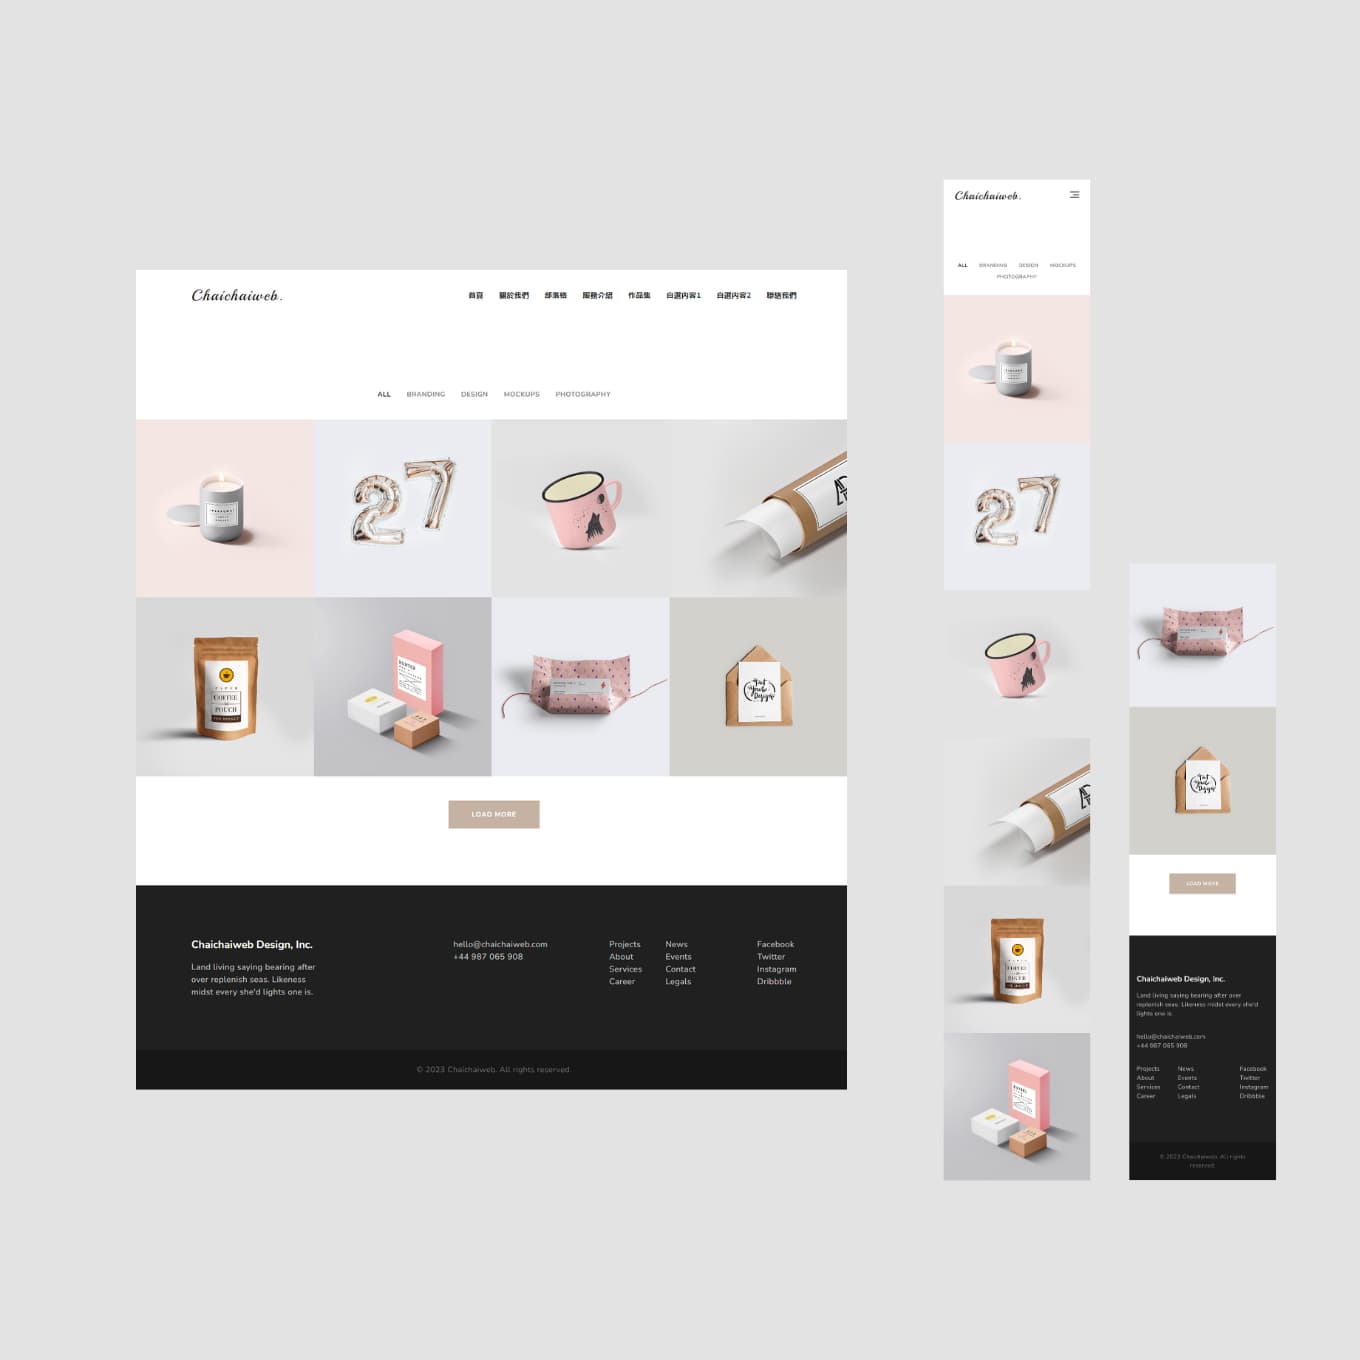 Chaichaiweb.
首頁 關於我們 部落格 服務介紹 作品集 自選內容1 自選內容2 聯絡我們
ALL BRANDING DESIGN MOCKUPS PHOTOGRAPHY
PAPER
COFFEE
POUCH
LOAD MORE
Chaichaiweb Design, Inc.
Land living saying bearing after
over replenish seas. Likeness
midst every she'd lights one is.
hello@chaichaiweb.com
+44 987 065 908
Projects
About
Services
Career
News
Events
Contact
Legals
Facebook
Twitter
Instagram
Dribbble
© 2023 Chaichaiweb. All rights reserved.
Chaichaiweb.
ALL BRANDING DESIGN MOCKUPS
PHOTOGRAPHY
COFFEE
LOAD MORE
Chaichaiweb Design, Inc.
Land living saying bearing after over
replenish seas. Likeness midst every she'd
lights one is.
hello@chaichaiweb.com
+44 987 065 908
Projects
About
Services
Career
News
Events
Contact
Legals
Facebook
Twitter
Instagram
Dribbble
© 2023 Chaichaiweb. All rights
reserved.